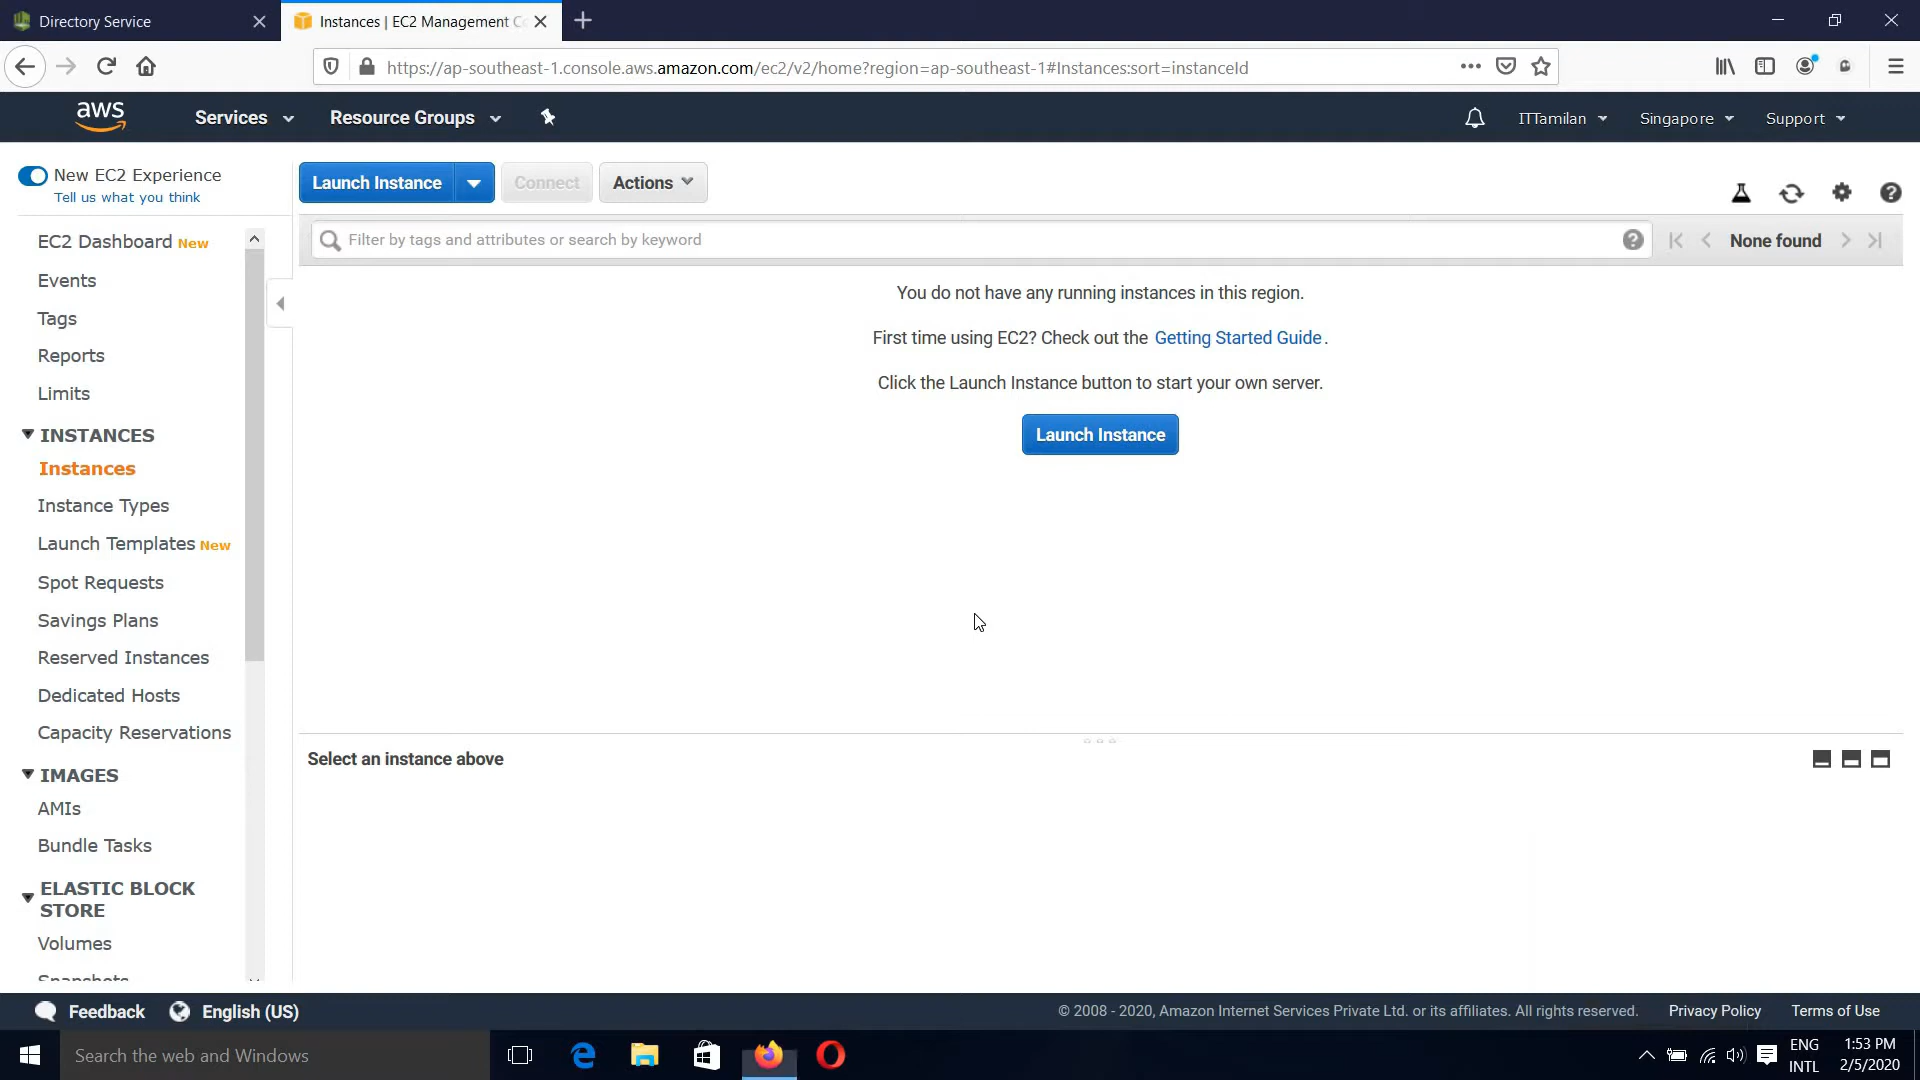 Directory Service
Instances | EC2 Management Co
https://ap-southeast-1.console.aws.amazon.com/ec2/v2/home?region=ap-southeast-1#Instances:sort=instanceId
aws
Services
Resource Groups
ITTamilan
Singapore
Support
New EC2 Experience
Tell us what you think
Launch Instance
Connect
Actions
EC2 Dashboard New
Events
Tags
Reports
Limits
INSTANCES
Instances
Instance Types
Launch Templates New
Spot Requests
Savings Plans
Reserved Instances
Dedicated Hosts
Capacity Reservations
IMAGES
AMIs
Bundle Tasks
ELASTIC BLOCK
STORE
Volumes
Snapshots
Filter by tags and attributes or search by keyword
None found
You do not have any running instances in this region.
First time using EC2? Check out the Getting Started Guide.
Click the Launch Instance button to start your own server.
Launch Instance
Select an instance above
Feedback
English (US)
© 2008 - 2020, Amazon Internet Services Private Ltd. or its affiliates. All rights reserved.
Privacy Policy
Terms of Use
Search the web and Windows
ENG
INTL
1:53 PM
2/5/2020